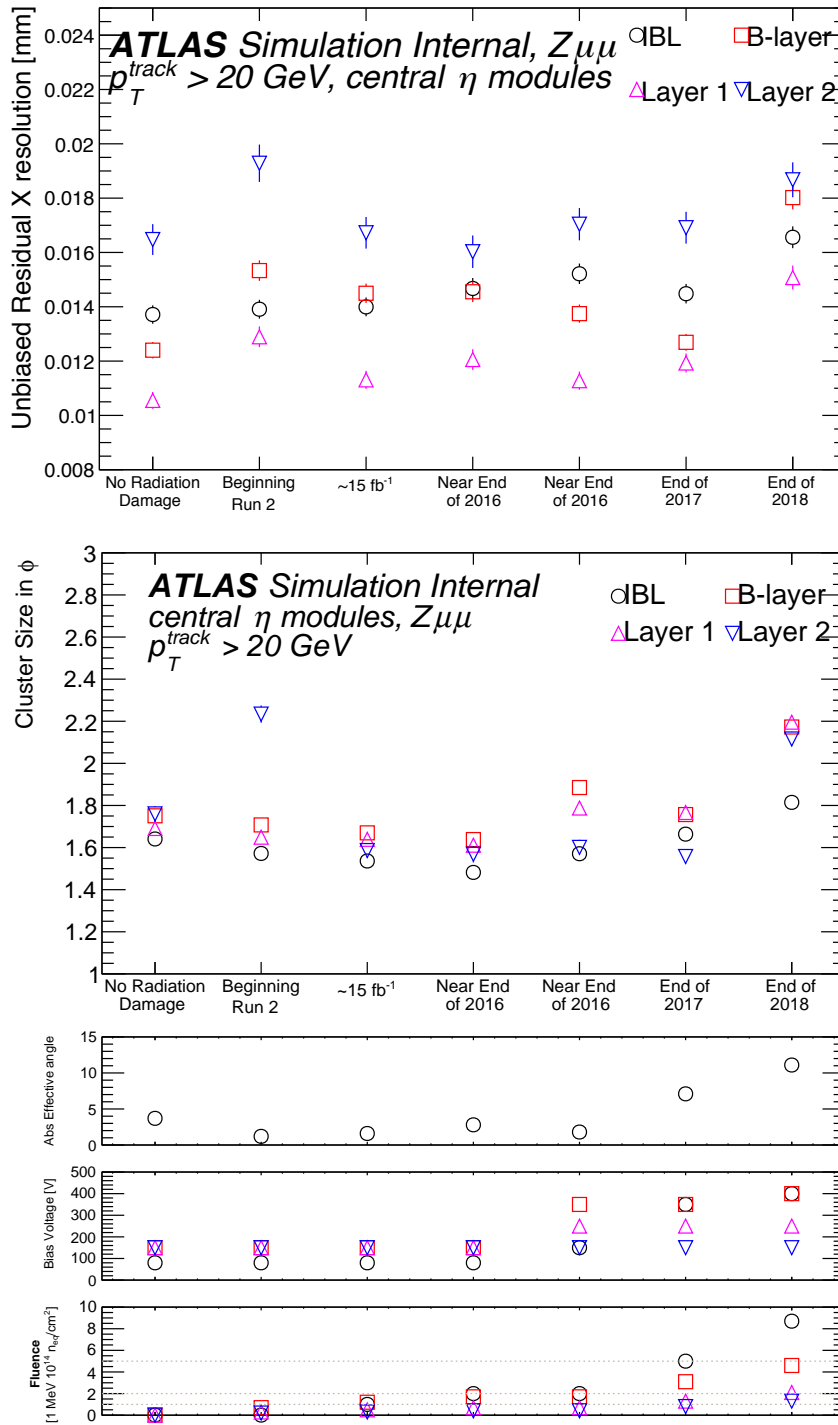 ATLAS Simulation Internal, Zμμ
p_T^track > 20 GeV, central η modules
IBL
B-layer
Layer 1
Layer 2
Unbiased Residual X resolution [mm]
0.024
0.022
0.02
0.018
0.016
0.014
0.012
0.01
0.008
No Radiation
Damage
Beginning
Run 2
~15 fb⁻¹
Near End
of 2016
Near End
of 2016
End of
2017
End of
2018
ATLAS Simulation Internal
central η modules, Zμμ
p_T^track > 20 GeV
IBL
B-layer
Layer 1
Layer 2
Cluster Size in ϕ
3
2.8
2.6
2.4
2.2
2
1.8
1.6
1.4
1.2
1
No Radiation
Damage
Beginning
Run 2
~15 fb⁻¹
Near End
of 2016
Near End
of 2016
End of
2017
End of
2018
Abs Effective angle
15
10
5
0
Bias Voltage [V]
500
400
300
200
100
0
Fluence
[1 MeV 10¹⁴ n_eq/cm²]
10
8
6
4
2
0